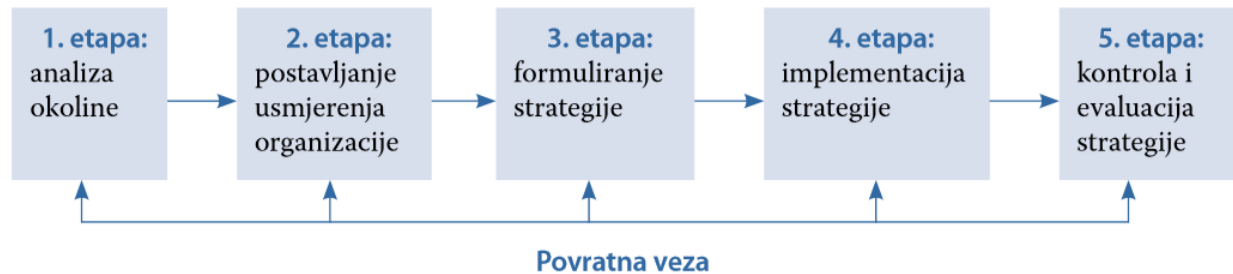 1. etapa:
analiza
okoline
2. etapa:
postavljanje
usmjerenja
organizacije
3. etapa:
formuliranje
strategije
4. etapa:
implementacija
strategije
5. etapa:
kontrola i
evaluacija
strategije
Povratna veza